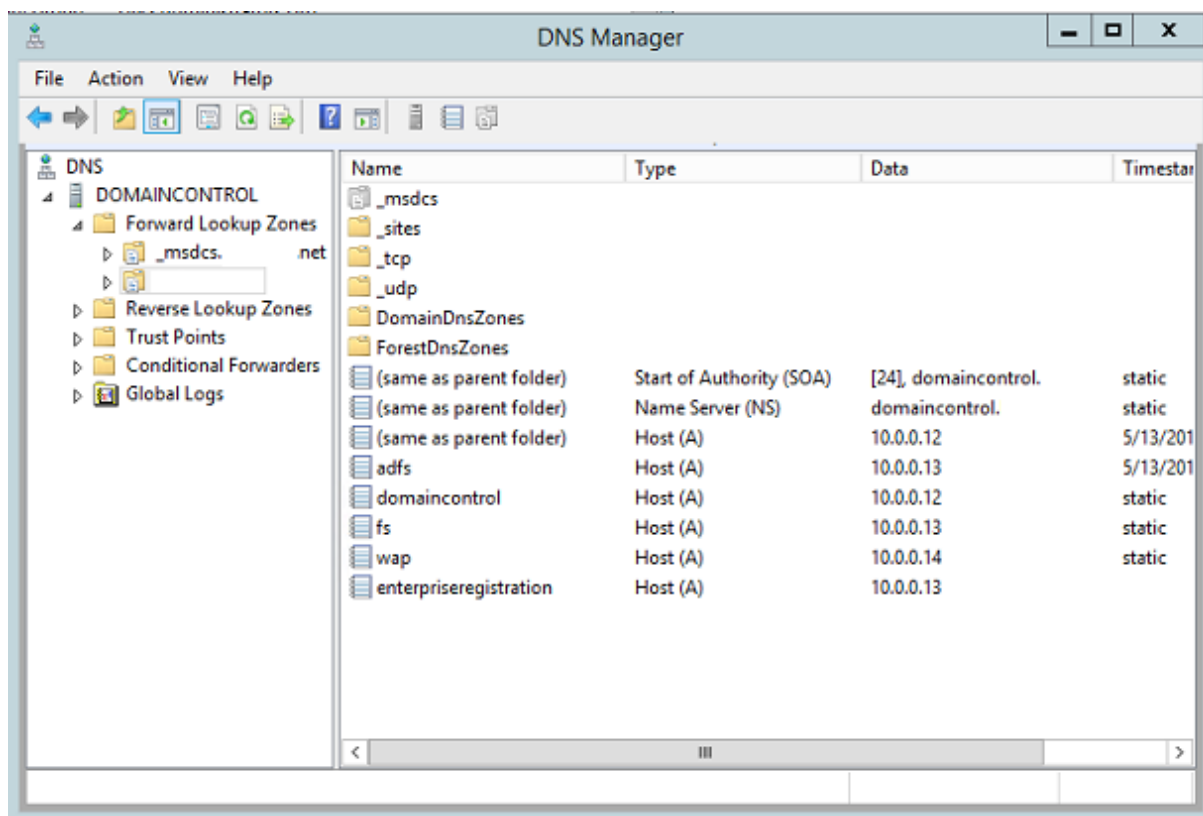 DNS Manager
File Action View Help
DNS
DOMAINCONTROL
Forward Lookup Zones
_msdcs. .net
Reverse Lookup Zones
Trust Points
Conditional Forwarders
Global Logs
Name Type Data Timestar
_msdcs
_sites
_tcp
_udp
DomainDnsZones
ForestDnsZones
(same as parent folder) Start of Authority (SOA) [24], domaincontrol. static
(same as parent folder) Name Server (NS) domaincontrol. static
(same as parent folder) Host (A) 10.0.0.12 5/13/201
adfs Host (A) 10.0.0.13 5/13/201
domaincontrol Host (A) 10.0.0.12 static
fs Host (A) 10.0.0.13 static
wap Host (A) 10.0.0.14 static
enterpriseregistration Host (A) 10.0.0.13